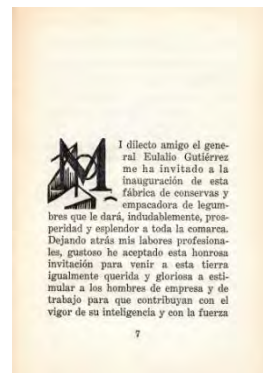 MI dilecto amigo el gene-
ral Eulalio Gutiérrez
me ha invitado a la
inauguración de esta
fábrica de conservas y
empacadora de legum-
bres que le dará, indudablemente, pros-
peridad y esplendor a toda la comarca.
Dejando atrás mis labores profesiona-
les, gustoso he aceptado esta honrosa
invitación para venir a esta tierra
igualmente querida y gloriosa a esti-
mular a los hombres de empresa y de
trabajo para que contribuyan con el
vigor de su inteligencia y con la fuerza
7